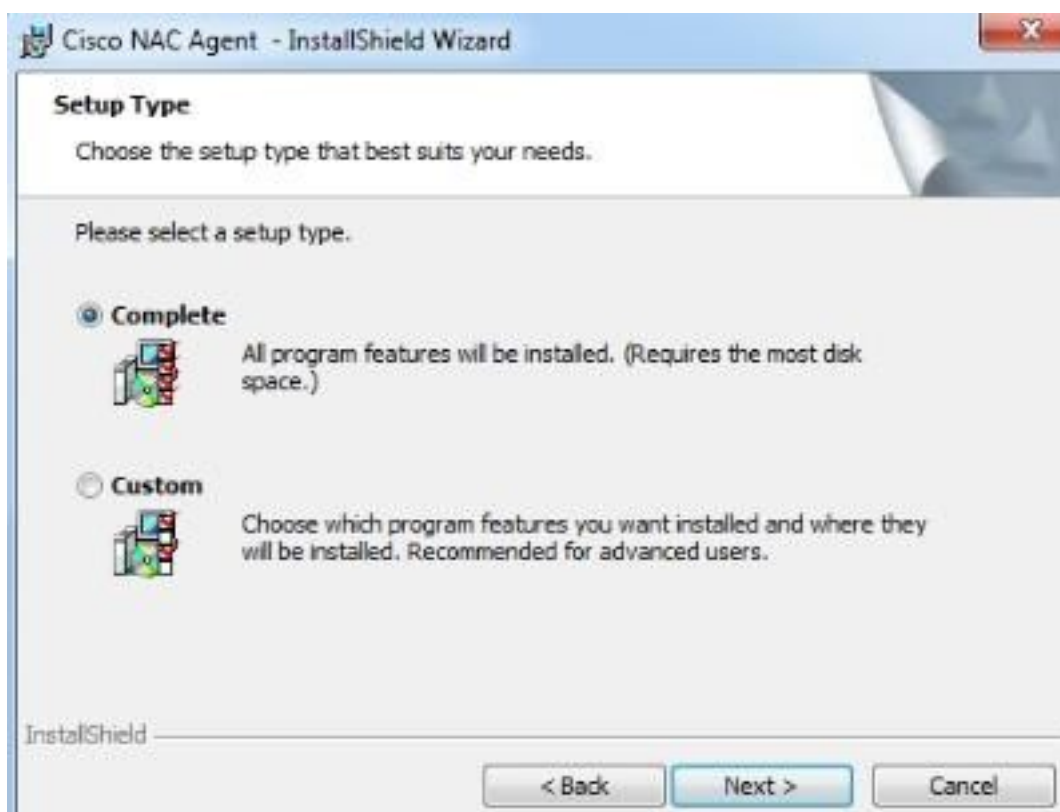 Cisco NAC Agent - InstallShield Wizard
Setup Type
Choose the setup type that best suits your needs.
Please select a setup type.
Complete
All program features will be installed. (Requires the most disk
space.)
Custom
Choose which program features you want installed and where they
will be installed. Recommended for advanced users.
InstallShield
< Back
Next >
Cancel